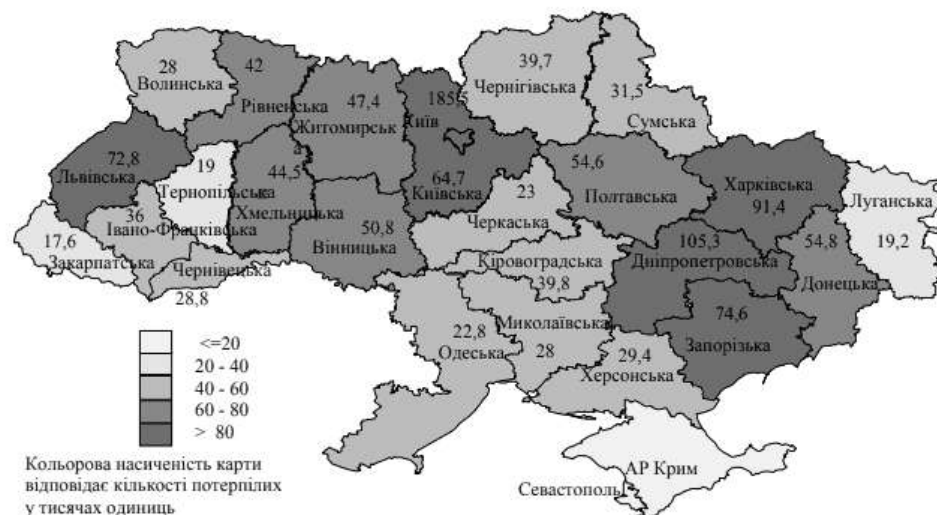 39,7
Чернігівська
28
Волинська
42
Рівненська
47,4
Житомирськ
185,5
Київ
31,5
Сумська
72,8
Львівська
19
Тернопільська
44,5
Хмельницька
64,7
Київська
54,6
Полтавська
Харківська
91,4
Луганська
19,2
23
Черкаська
36
Івано-Франківська
17,6
Закарпатська
50,8
Вінницька
Чернівецька
28,8
Кіровоградська
39,8
105,3
Дніпропетровська
54,8
Донецька
22,8
Одеська
Миколаївська
28
74,6
Запорізька
29,4
Херсонська
<=20
20 - 40
40 - 60
60 - 80
> 80
АР Крим
Севастополь
Кольорова насиченість карти
відповідає кількості потерпілих
у тисячах одиниць